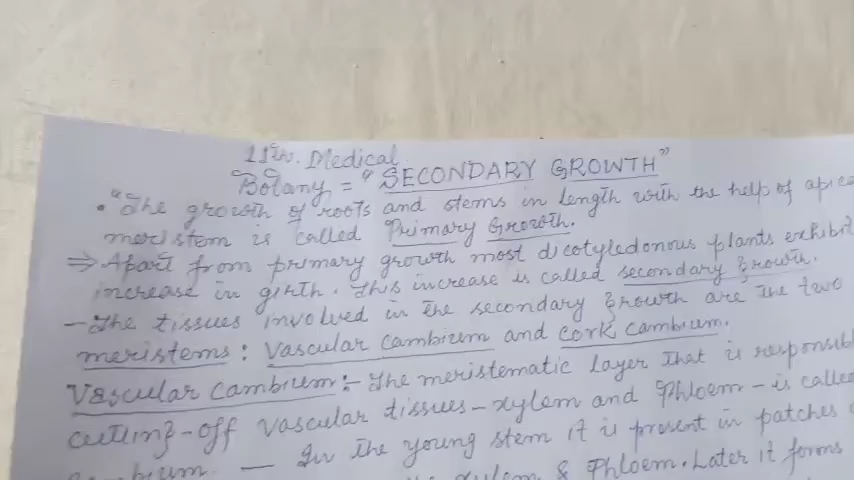 11th. Medical
Botany = "SECONDARY GROWTH"
• "The growth of roots and stems in length with the help of
meristem is called Primary Growth.
⇒ Apart from primary growth most dicotyledonous plants exhibit
increase in girth. This increase is called secondary Growth.
- The tissues involved in the secondary Growth are the two
meristems : Vascular cambium and cork cambium.
Vascular cambium :- The meristematic layer that is
cutting-off vascular tissues - xylem and Phloem - is called
— In the young stem it is present in patches
xylem & Phloem. Later it forms